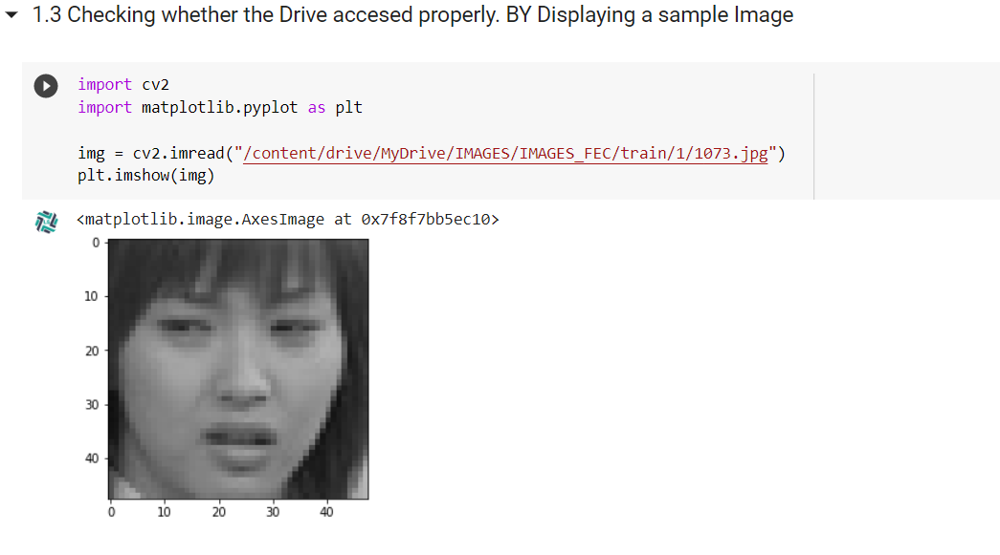 1.3 Checking whether the Drive accesed properly. BY Displaying a sample Image
import cv2
import matplotlib.pyplot as plt
img = cv2.imread("/content/drive/MyDrive/IMAGES/IMAGES_FEC/train/1/1073.jpg")
plt.imshow(img)
<matplotlib.image.AxesImage at 0x7f8f7bb5ec10>
0
10
20
30
40
0 10 20 30 40